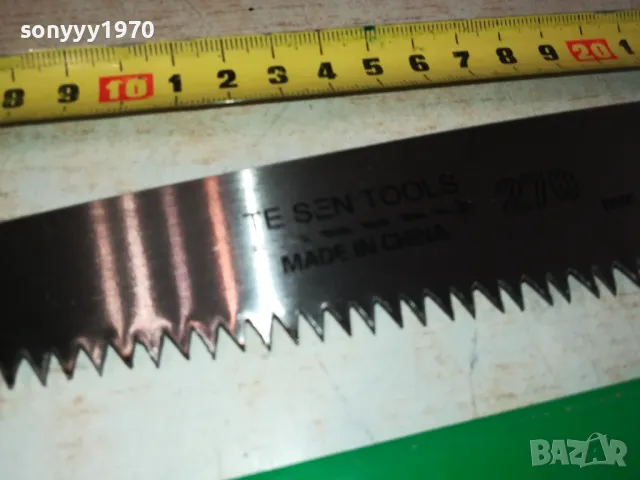 sonyyy1970
8 9 10 1 2 3 4 5 6 7 8 9 20 1
TE SEN TOOLS 270
MADE IN CHINA
BAZAR